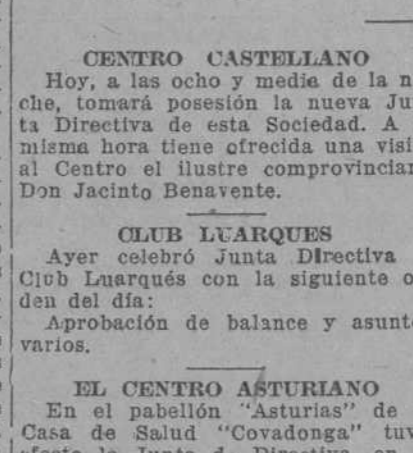 CENTRO CASTELLANO
Hoy, a las ocho y media de la n
che, tomará posesión la nueva Ju
ta Directiva de esta Sociedad. A
misma hora tiene ofrecida una visi
al Centro el ilustre comprovincian
Don Jacinto Benavente.
CLUB LUARQUES
Ayer celebró Junta Directiva
Club Luarqués con la siguiente o
den del día:
Aprobación de balance y asunto
varios.
EL CENTRO ASTURIANO
En el pabellón "Asturias" de
Casa de Salud "Covadonga" tuv